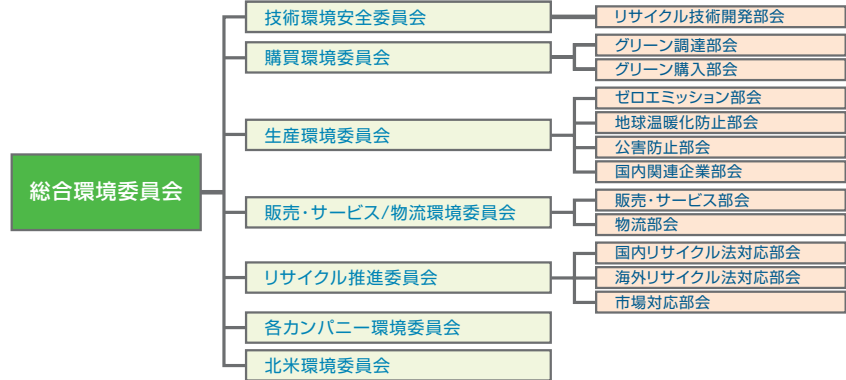 総合環境委員会
技術環境安全委員会
リサイクル技術開発部会
購買環境委員会
グリーン調達部会
グリーン購入部会
生産環境委員会
ゼロエミッション部会
地球温暖化防止部会
公害防止部会
国内関連企業部会
販売・サービス/物流環境委員会
販売・サービス部会
物流部会
リサイクル推進委員会
国内リサイクル法対応部会
海外リサイクル法対応部会
市場対応部会
各カンパニー環境委員会
北米環境委員会